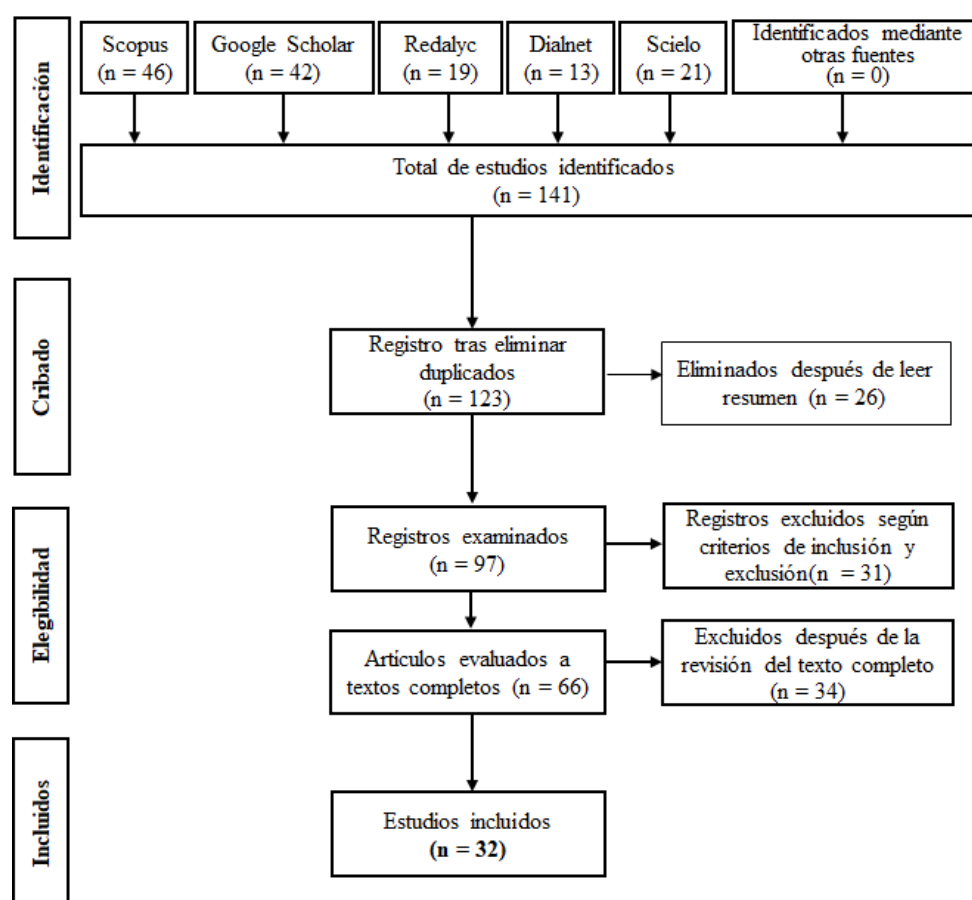 Identificación
Scopus
(n = 46)
Google Scholar
(n = 42)
Redalyc
(n = 19)
Dialnet
(n = 13)
Scielo
(n = 21)
Identificados mediante
otras fuentes
(n = 0)
Total de estudios identificados
(n = 141)
Cribado
Registro tras eliminar
duplicados
(n = 123)
Eliminados después de leer
resumen (n = 26)
Elegibilidad
Registros examinados
(n = 97)
Registros excluidos según
criterios de inclusión y
exclusión(n = 31)
Artículos evaluados a
textos completos (n = 66)
Excluidos después de la
revisión del texto completo
(n = 34)
Incluidos
Estudios incluidos
(n = 32)